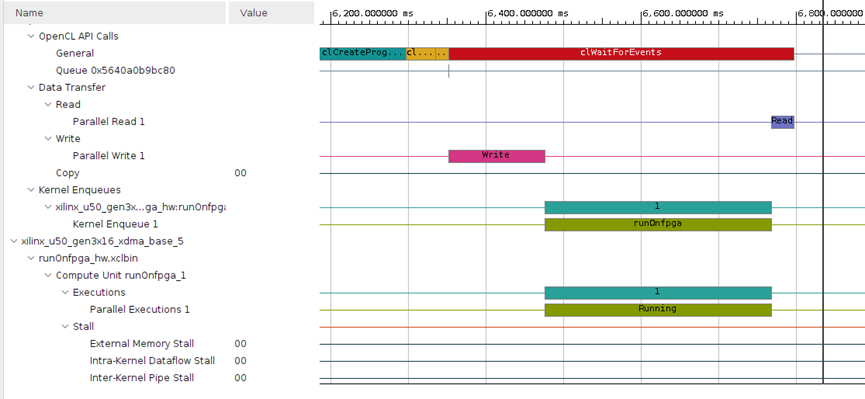 Name Value 6,200.000000 ms 6,400.000000 ms 6,600.000000 ms 6,800.000000 ms
OpenCL API Calls
General clCreateProg... cl... .. clWaitForEvents
Queue 0x5640a0b9bc80
Data Transfer
Read
Parallel Read 1 Read
Write
Parallel Write 1 Write
Copy 00
Kernel Enqueues
xilinx_u50_gen3x...ga_hw:runOnfpga 1
Kernel Enqueue 1 runOnfpga
xilinx_u50_gen3x16_xdma_base_5
runOnfpga_hw.xclbin
Compute Unit runOnfpga_1
Executions 1
Parallel Executions 1 Running
Stall
External Memory Stall 00
Intra-Kernel Dataflow Stall 00
Inter-Kernel Pipe Stall 00